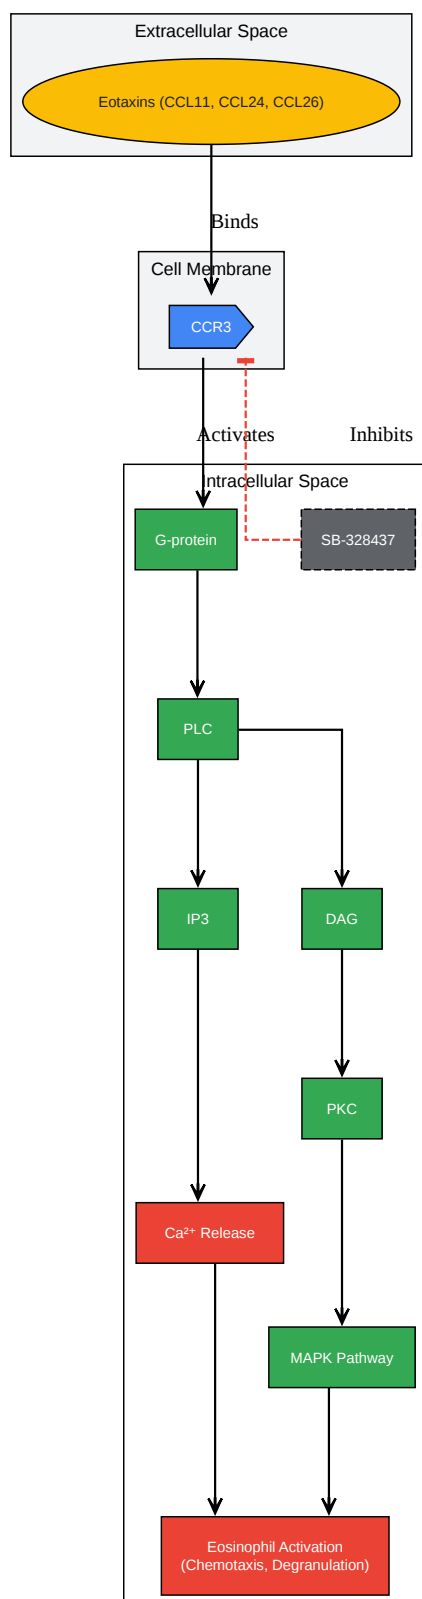 Extracellular Space
Eotaxins (CCL11, CCL24, CCL26)
Binds
Cell Membrane
CCR3
Activates
Inhibits
Intracellular Space
G-protein
SB-328437
PLC
IP3
DAG
PKC
Ca²⁺ Release
MAPK Pathway
Eosinophil Activation
(Chemotaxis, Degranulation)